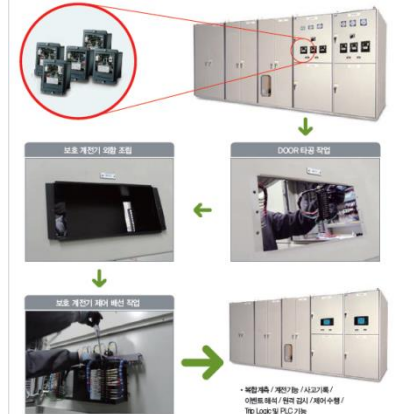 DOOR 타공 작업
보호 계전기 외함 조립
보호 계전기 제어 배선 작업
• 복합계측 / 계전기능 / 사고기록 /
이벤트 해석 / 원격 감시 / 제어 수행 /
Trip Logic 및 PLC 기능